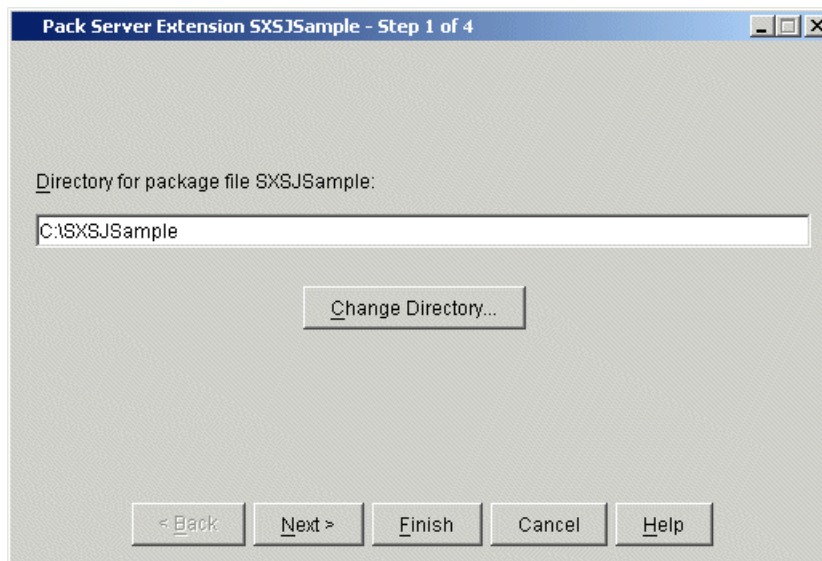 Pack Server Extension SXSJSample - Step 1 of 4
Directory for package file SXSJSample:
C:\SXSJSample
Change Directory...
< Back Next > Finish Cancel Help